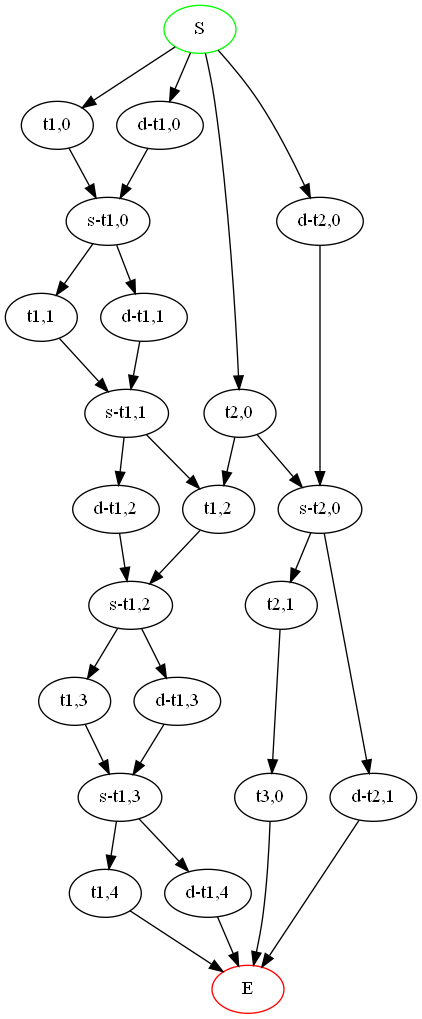 S
t1,0
d-t1,0
s-t1,0
d-t2,0
t1,1
d-t1,1
s-t1,1
t2,0
d-t1,2
t1,2
s-t2,0
s-t1,2
t2,1
t1,3
d-t1,3
s-t1,3
t3,0
d-t2,1
t1,4
d-t1,4
E